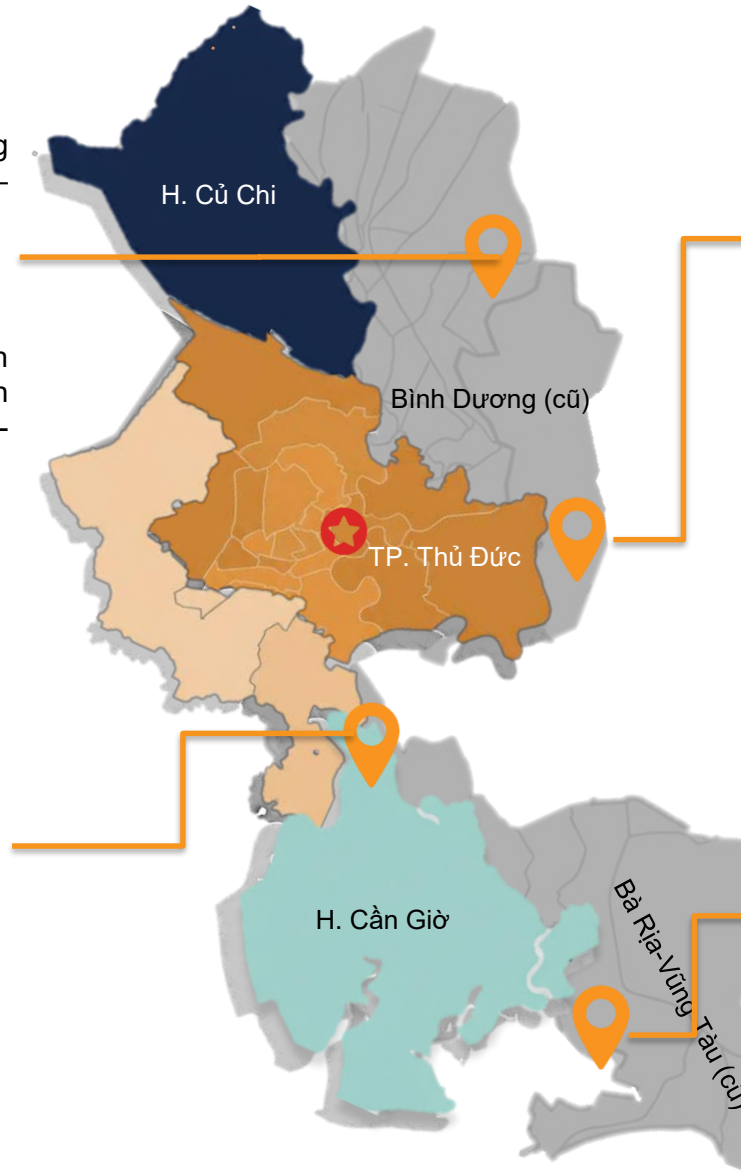 g
–
H. Củ Chi
n
n
–
Bình Dương (cũ)
TP. Thủ Đức
H. Cần Giờ
Bà Rịa-Vũng Tàu (cũ)